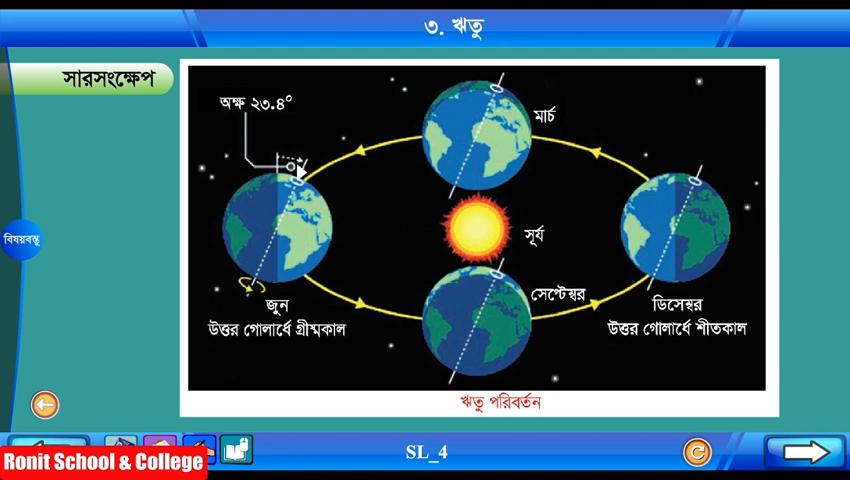 ৩. ঋতু
সারসংক্ষেপ
অক্ষ ২৩.৪°
মার্চ
সূর্য
বিষয়বস্তু
সেপ্টেম্বর
জুন
উত্তর গোলার্ধে গ্রীষ্মকাল
ডিসেম্বর
উত্তর গোলার্ধে শীতকাল
ঋতু পরিবর্তন
SL_4
Ronit School & College